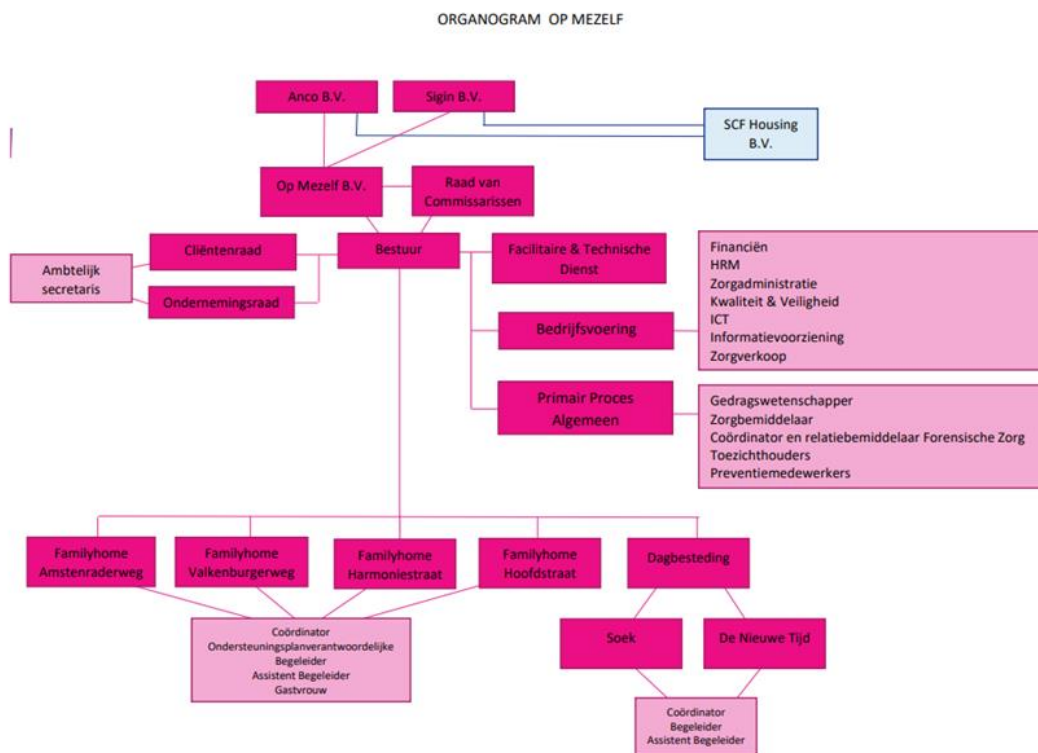 ORGANOGRAM OP MEZELF
Anco B.V.
Sigin B.V.
SCF Housing
B.V.
Op Mezelf B.V.
Raad van
Commissarissen
Cliëntenraad
Bestuur
Facilitaire & Technische
Dienst
Ambtelijk
secretaris
Ondernemingsraad
Bedrijfsvoering
Financiën
HRM
Zorgadministratie
Kwaliteit & Veiligheid
ICT
Informatievoorziening
Zorgverkoop
Primair Proces
Algemeen
Gedragswetenschapper
Zorgbemiddelaar
Coördinator en relatiebemiddelaar Forensische Zorg
Toezichthouders
Preventiemedewerkers
Familyhome
Amstenraderweg
Familyhome
Valkenburgerweg
Familyhome
Harmoniestraat
Familyhome
Hoofdstraat
Dagbesteding
Coördinator
Ondersteuningsplanverantwoordelijke
Begeleider
Assistent Begeleider
Gastvrouw
Soek
De Nieuwe Tijd
Coördinator
Begeleider
Assistent Begeleider